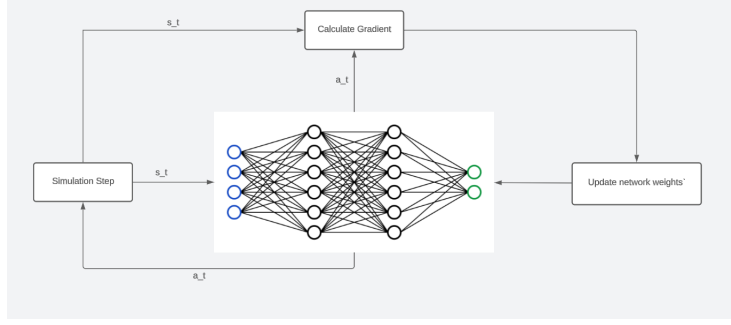 s_t
Calculate Gradient
a_t
Simulation Step
s_t
Update network weights`
a_t